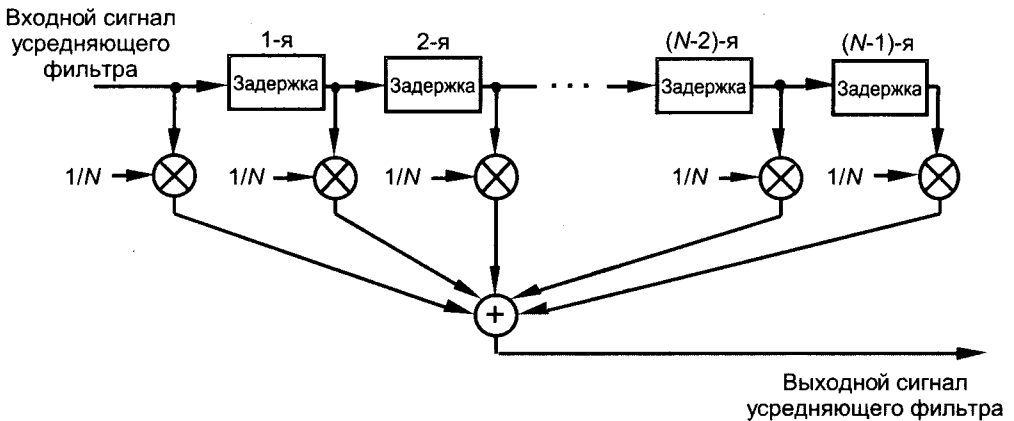 Входной сигнал
усредняющего
фильтра
1-я
2-я
(N-2)-я
(N-1)-я
Задержка
Задержка
· · ·
Задержка
Задержка
1/N
1/N
1/N
1/N
1/N
+
Выходной сигнал
усредняющего фильтра